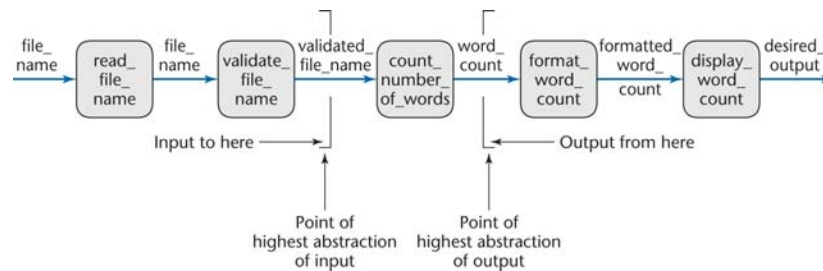 file_
name
read_
file_
name
file_
name
validate_
file_
name
validated_
file_name
count_
number_
of_words
word_
count
format_
word_
count
formatted_
word_
count
display_
word_
count
desired_
output
Input to here
Output from here
Point of
highest abstraction
of input
Point of
highest abstraction
of output